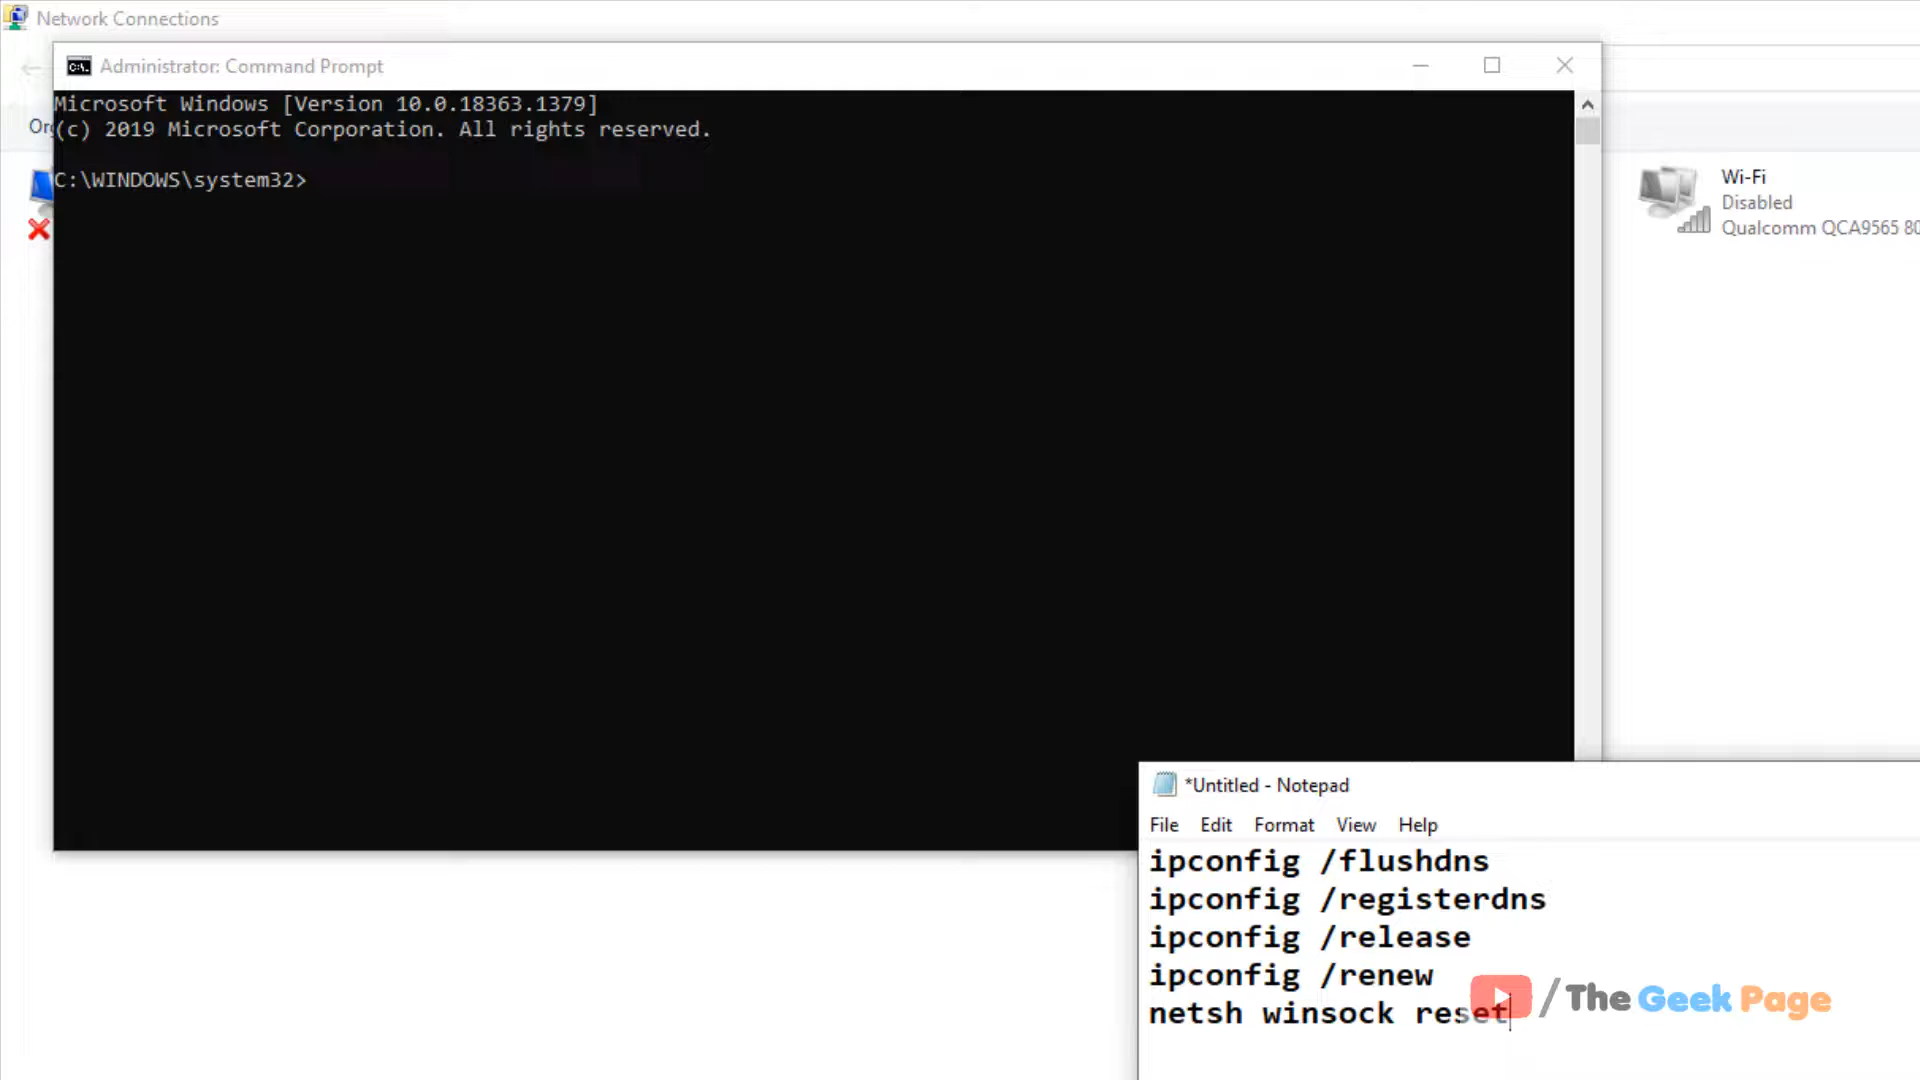 Network Connections
Administrator: Command Prompt
Microsoft Windows [Version 10.0.18363.1379]
(c) 2019 Microsoft Corporation. All rights reserved.
C:\WINDOWS\system32>
Wi-Fi
Disabled
Qualcomm QCA9565 80
*Untitled - Notepad
File Edit Format View Help
ipconfig /flushdns
ipconfig /registerdns
ipconfig /release
ipconfig /renew
netsh winsock reset
/The Geek Page